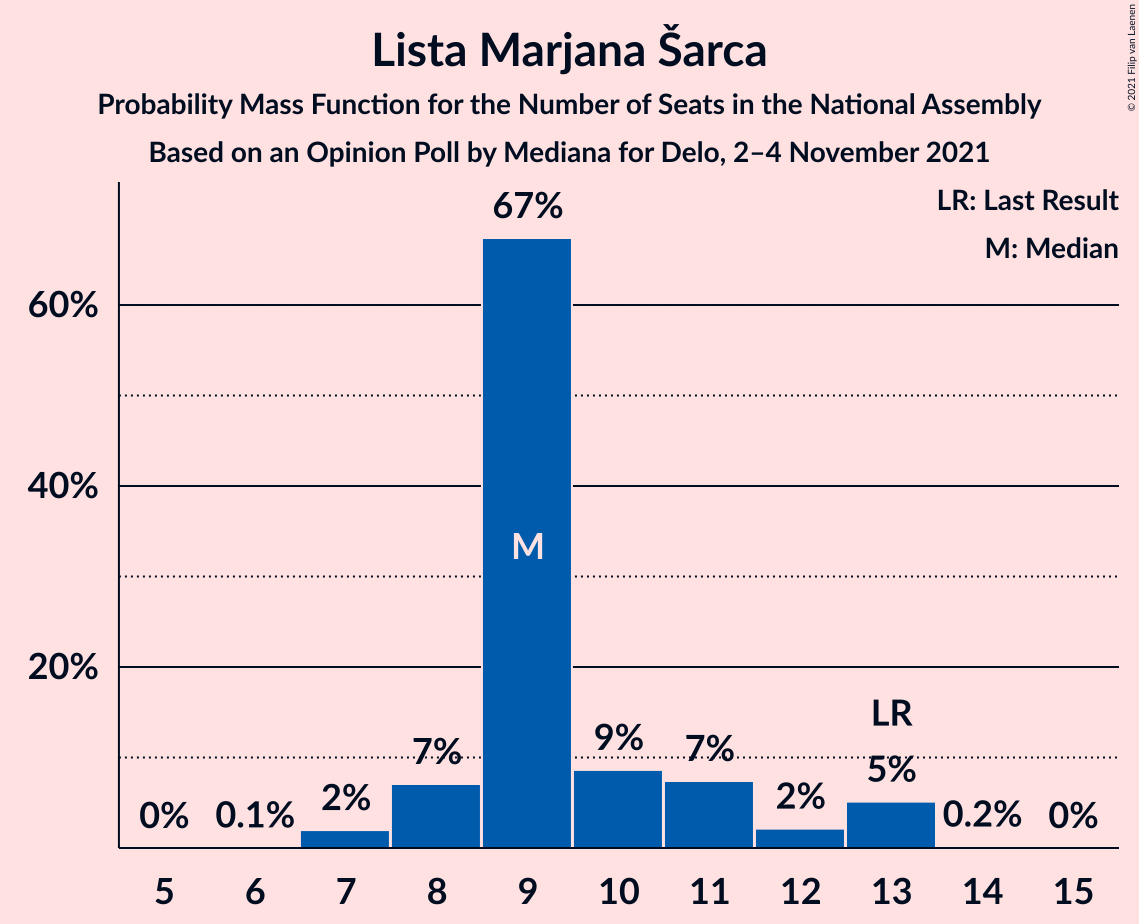 Lista Marjana Šarca
Probability Mass Function for the Number of Seats in the National Assembly
Based on an Opinion Poll by Mediana for Delo, 2–4 November 2021
© 2021 Filip van Laenen
LR: Last Result
M: Median
60%
40%
20%
0%
0.1%
2%
7%
67%
M
9%
7%
2%
LR
5%
0.2%
0%
5 6 7 8 9 10 11 12 13 14 15